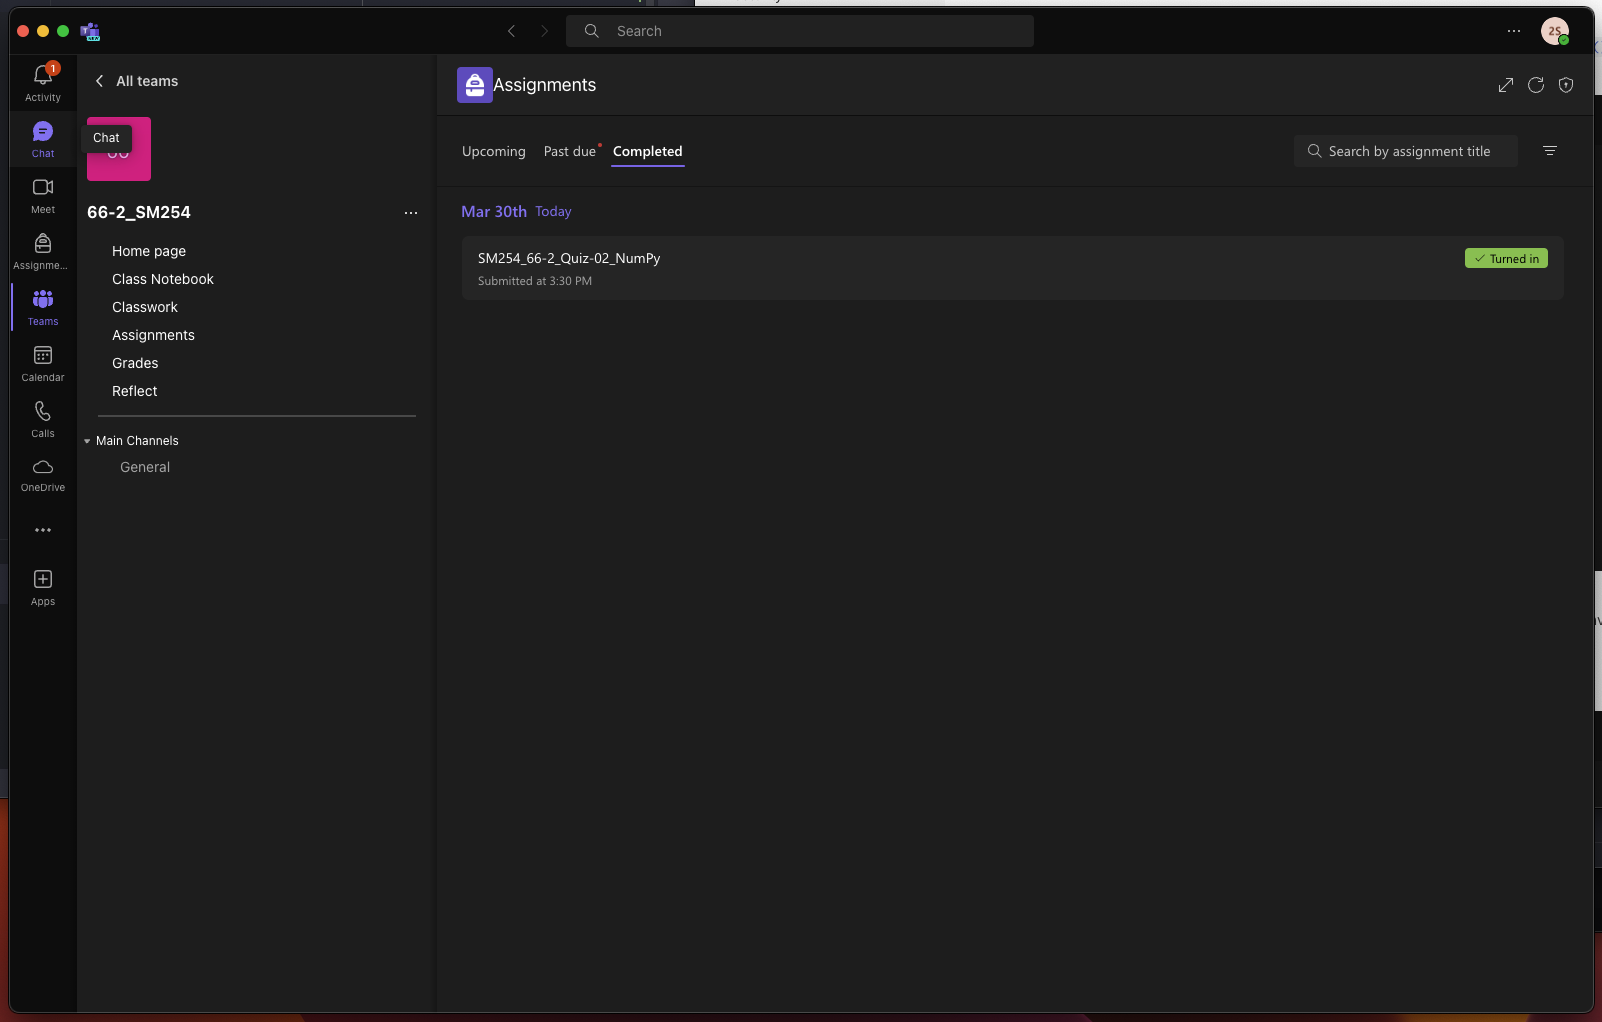 Search
2S
1
Activity
Chat
Meet
Assignme...
Teams
Calendar
Calls
OneDrive
Apps
All teams
Chat
66-2_SM254
Home page
Class Notebook
Classwork
Assignments
Grades
Reflect
Main Channels
General
Assignments
Upcoming Past due Completed
Search by assignment title
Mar 30th Today
SM254_66-2_Quiz-02_NumPy
Turned in
Submitted at 3:30 PM